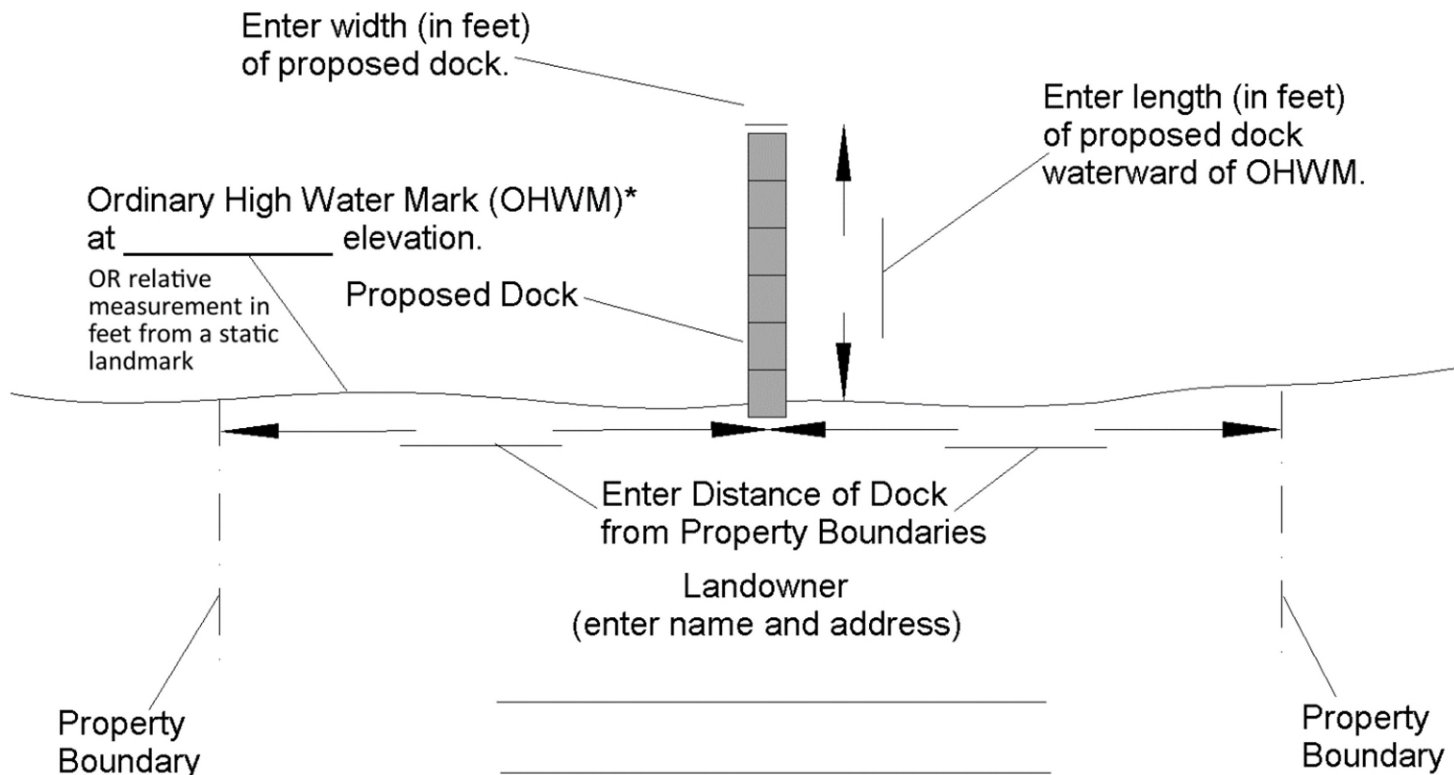 Enter width (in feet)
of proposed dock.
Enter length (in feet)
of proposed dock
waterward of OHWM.
Ordinary High Water Mark (OHWM)*
at ______________ elevation.
OR relative
measurement in
feet from a static
landmark
Proposed Dock
Enter Distance of Dock
from Property Boundaries
Landowner
(enter name and address)
Property
Boundary
Property
Boundary